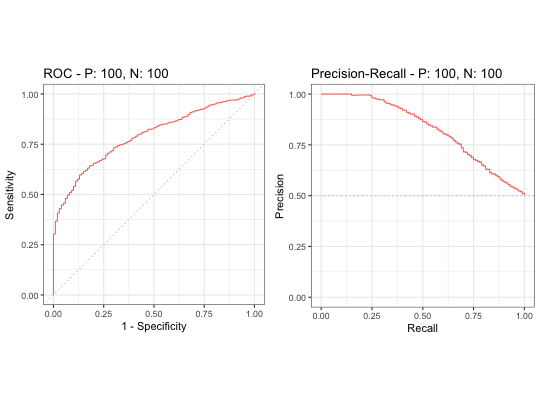 ROC - P: 100, N: 100
1.00
0.75
0.50
0.25
0.00
Sensitivity
0.00 0.25 0.50 0.75 1.00
1 - Specificity
Precision-Recall - P: 100, N: 100
1.00
0.75
0.50
0.25
0.00
Precision
0.00 0.25 0.50 0.75 1.00
Recall